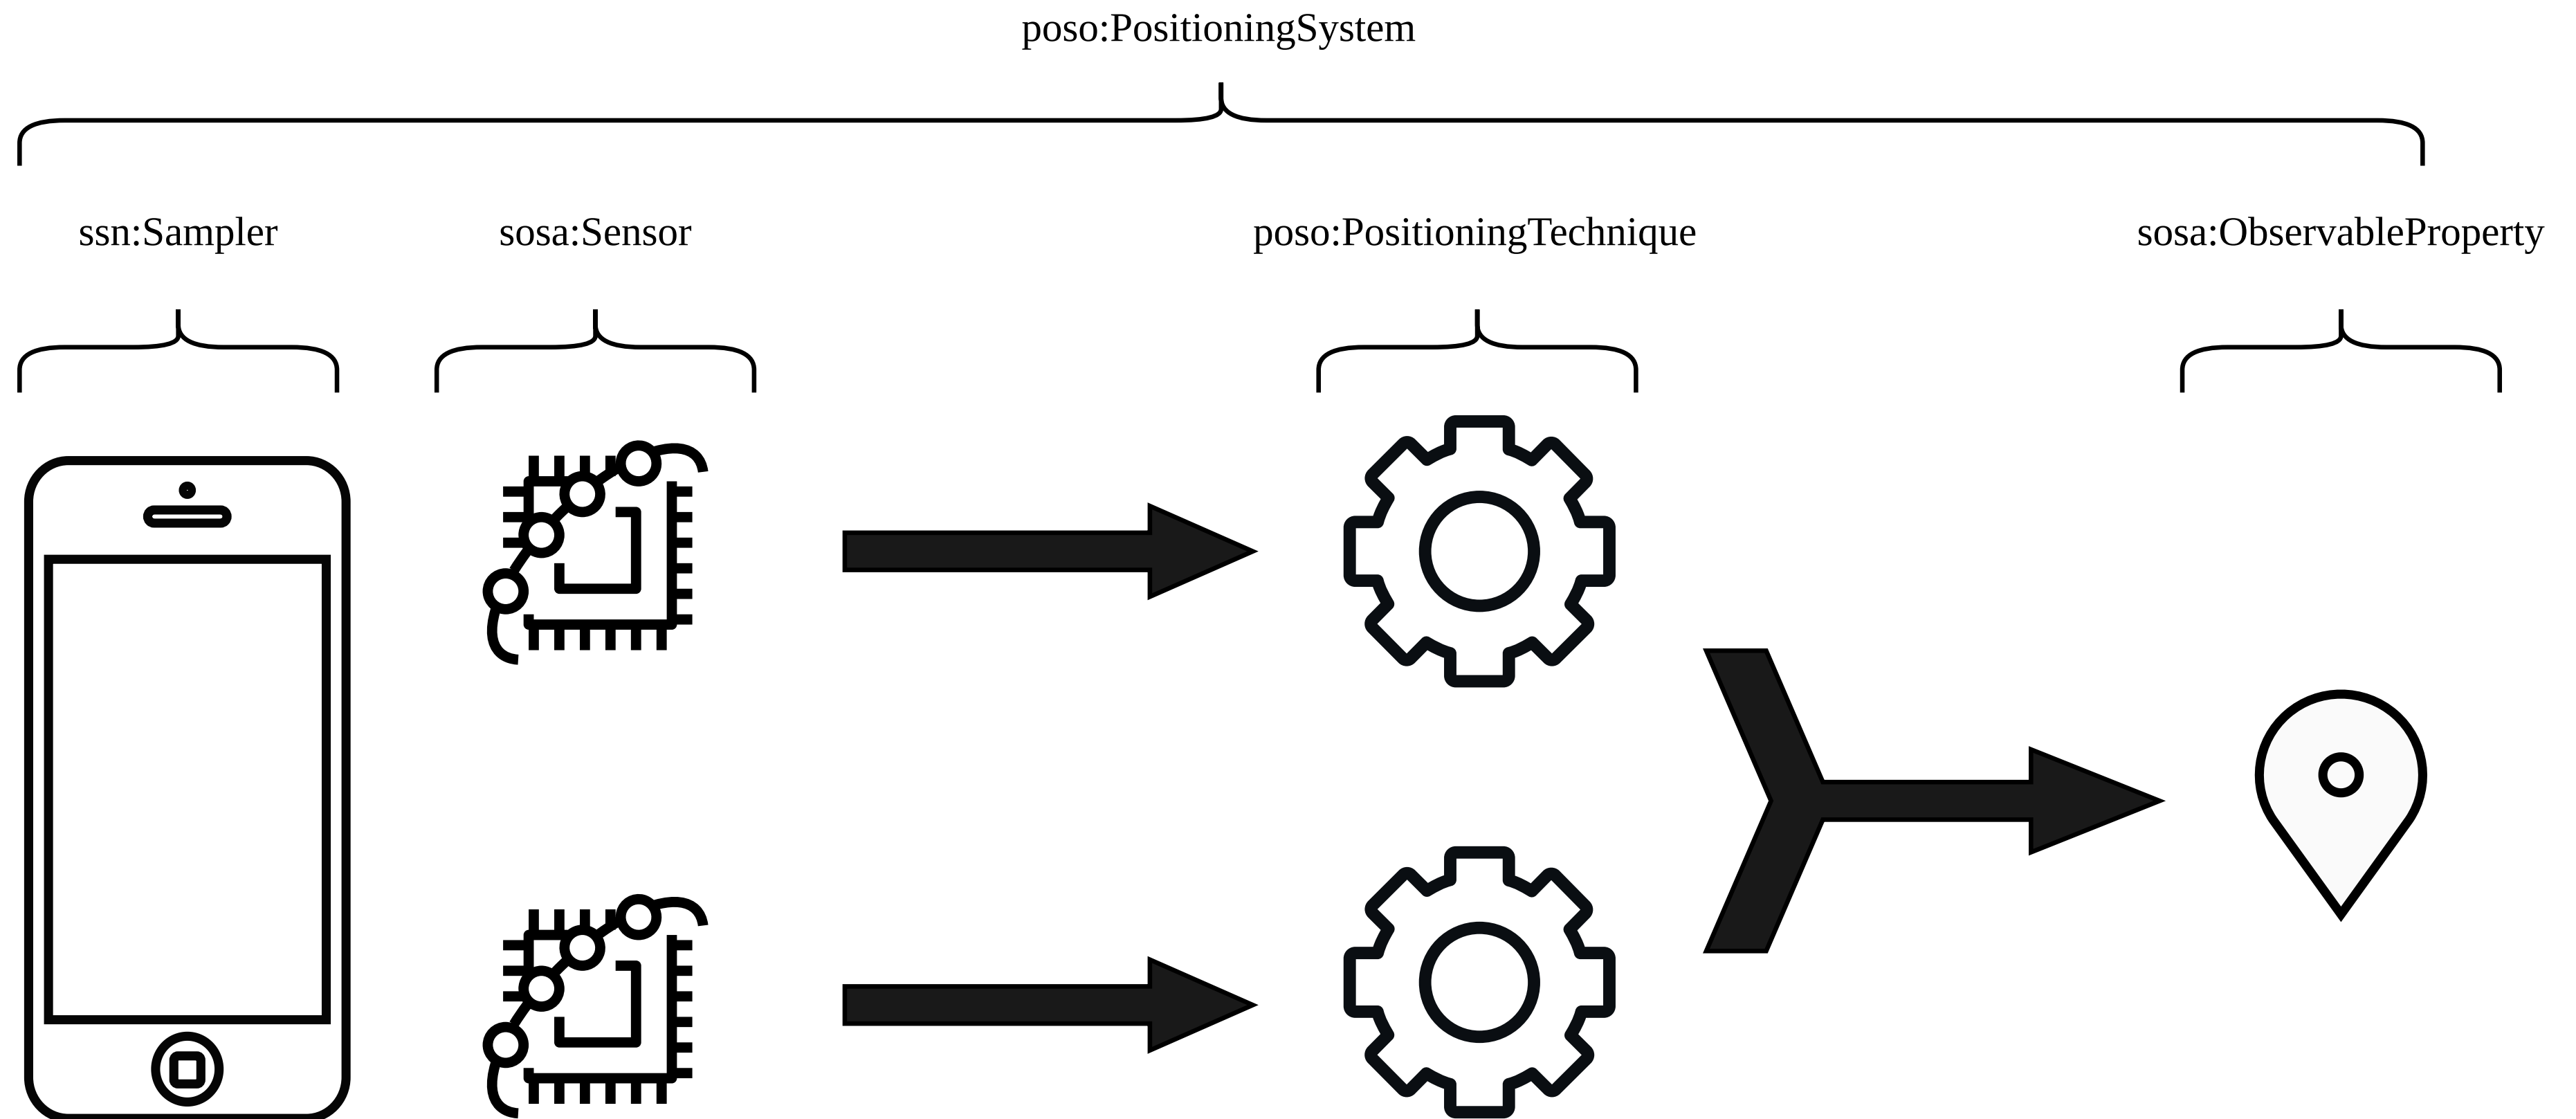 poso:PositioningSystem
ssn:Sampler
sosa:Sensor
poso:PositioningTechnique
sosa:ObservableProperty